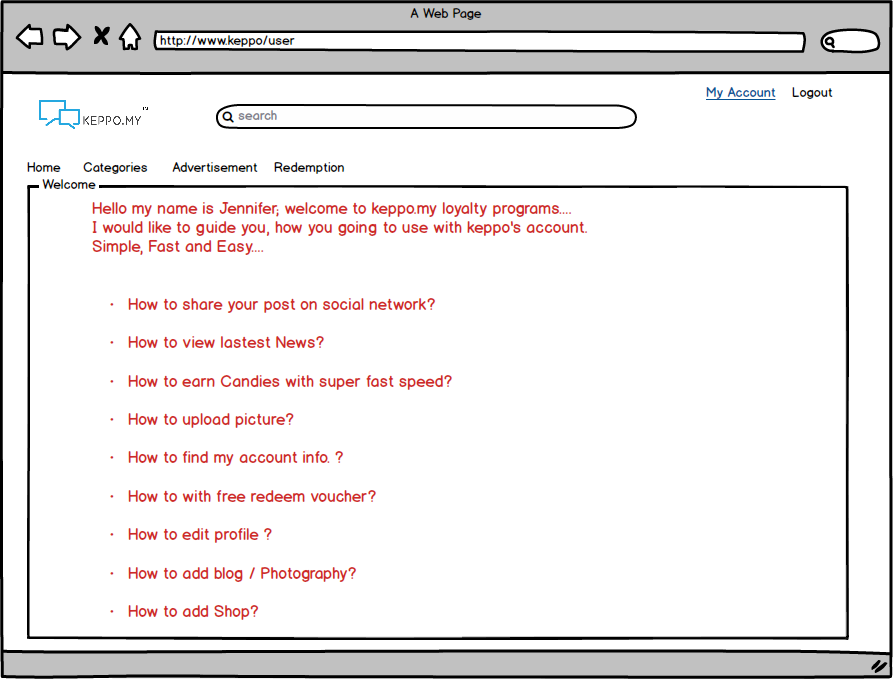 A Web Page
http://www.keppo/user
My Account Logout
KEPPO.MY
search
Home Categories Advertisement Redemption
Welcome
Hello my name is Jennifer, welcome to keppo.my loyalty programs....
I would like to guide you, how you going to use with keppo's account.
Simple, Fast and Easy....
· How to share your post on social network?
· How to view lastest News?
· How to earn Candies with super fast speed?
· How to upload picture?
· How to find my account info. ?
· How to with free redeem voucher?
· How to edit profile ?
· How to add blog / Photography?
· How to add Shop?